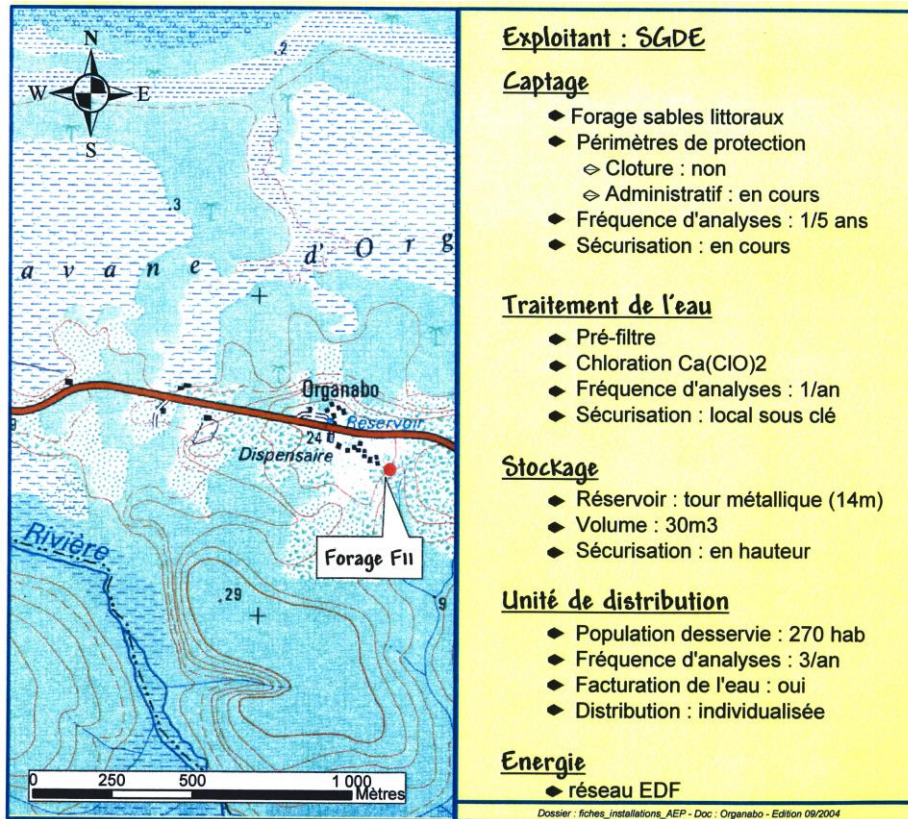 N
W E
S
2
3
avane d'Org
Organabo
Réservoir
24
Dispensaire
9
Rivière
Forage FII
29
9
0 250 500 1 000
Mètres
Exploitant : SGDE
Captage
Forage sables littoraux
Périmètres de protection
Cloture : non
Administratif : en cours
Fréquence d'analyses : 1/5 ans
Sécurisation : en cours
Traitement de l'eau
Pré-filtre
Chloration Ca(ClO)2
Fréquence d'analyses : 1/an
Sécurisation : local sous clé
Stockage
Réservoir : tour métallique (14m)
Volume : 30m3
Sécurisation : en hauteur
Unité de distribution
Population desservie : 270 hab
Fréquence d'analyses : 3/an
Facturation de l'eau : oui
Distribution : individualisée
Energie
réseau EDF
Dossier : fiches_installations_AEP - Doc : Organabo - Edition 09/2004